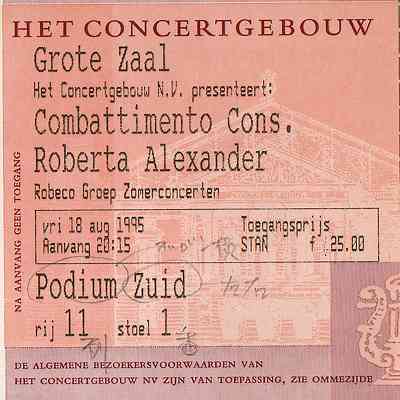 HET CONCERTGEBOUW
Grote Zaal
Het Concertgebouw N.V. presenteert:
Combattimento Cons.
Roberta Alexander
Robeco Groep Zomerconcerten
NA AANVANG GEEN TOEGANG
vri 18 aug 1995 Toegangsprijs
Aanvang 20:15 STAN f 25.00
Podium Zuid
rij 11 stoel 1
列 番
DE ALGEMENE BEZOEKERSVOORWAARDEN VAN
HET CONCERTGEBOUW NV ZIJN VAN TOEPASSING, ZIE OMMEZIJDE